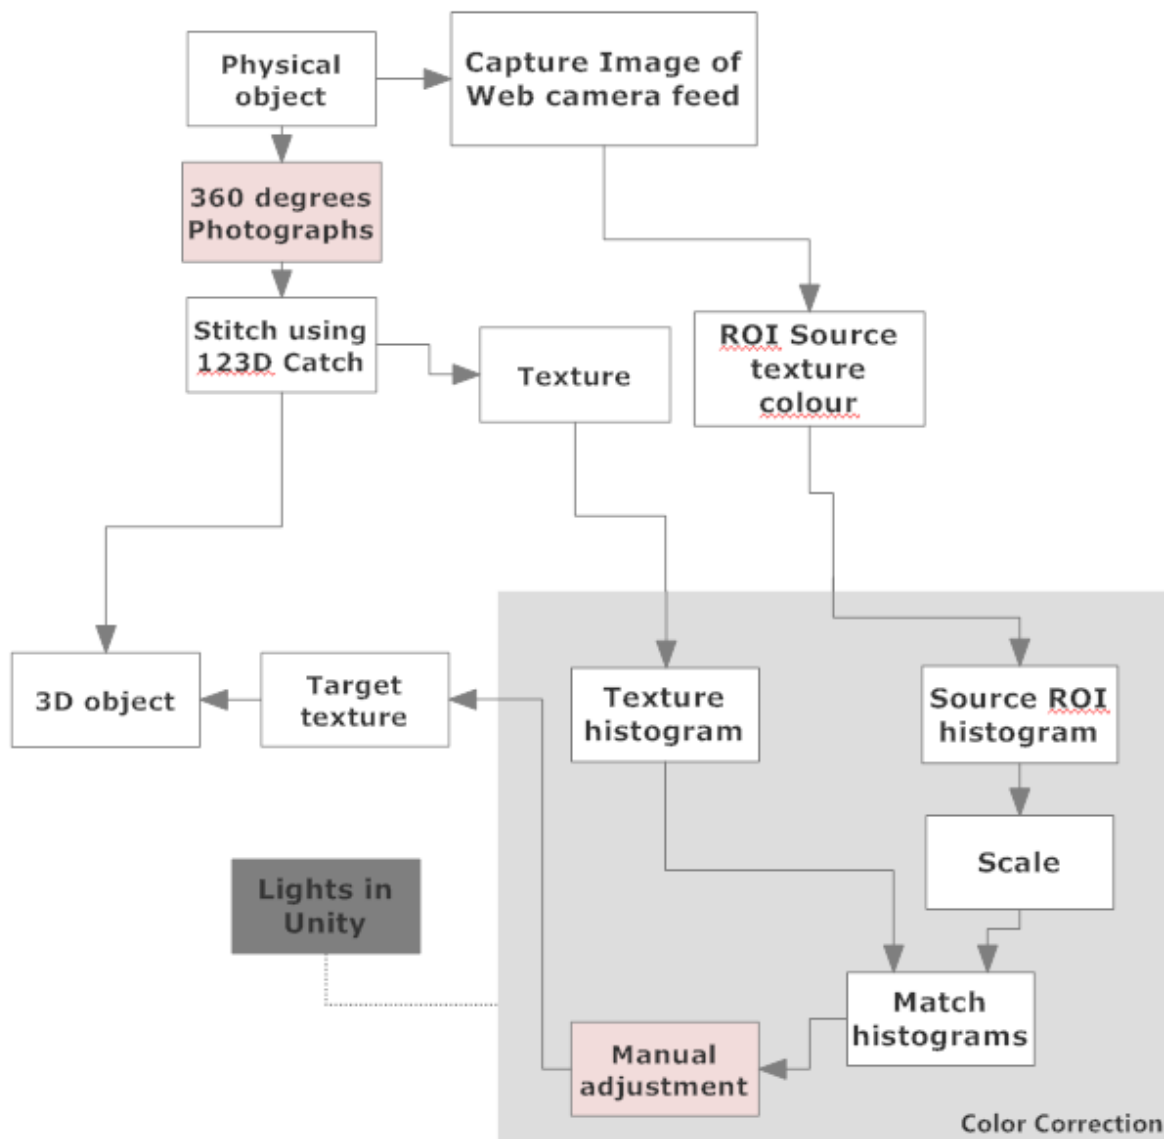 Physical
object
Capture Image of
Web camera feed
360 degrees
Photographs
Stitch using
123D Catch
Texture
ROI Source
texture
colour
3D object
Target
texture
Texture
histogram
Source ROI
histogram
Scale
Lights in
Unity
Match
histograms
Manual
adjustment
Color Correction